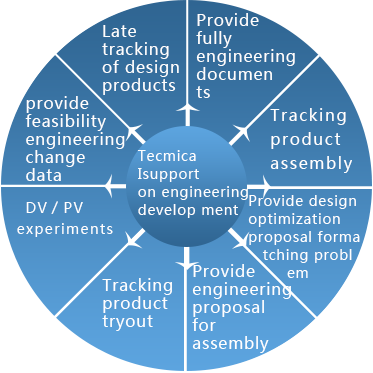 Late
tracking
of design
products
Provide
fully
engineering
documen
ts
Tracking
product
assembly
Provide design
optimization
proposal forma
tching probl
em
Provide
engineering
proposal
for
assembly
Tracking
product
tryout
DV / PV
experiments
provide
feasibility
engineering
change
data
Tecmica
lsupport
on engineering
develop ment